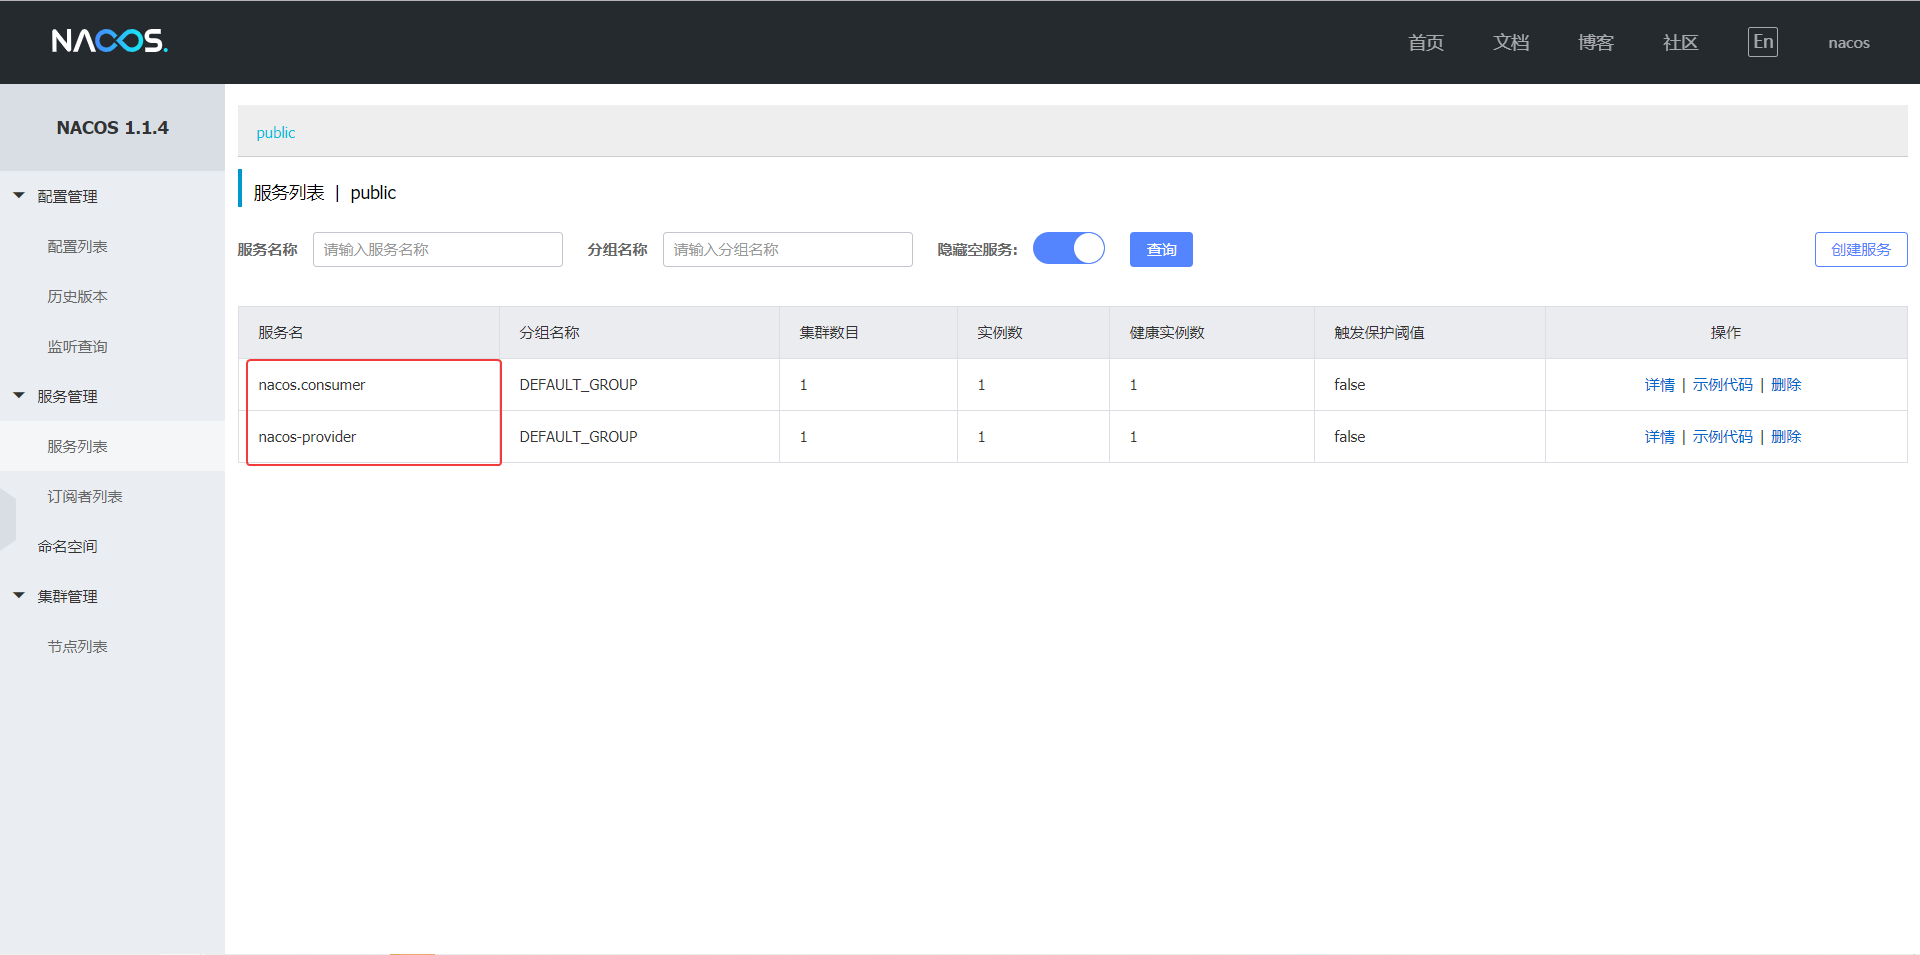 NACOS. 首页 文档 博客 社区 En nacos
NACOS 1.1.4
配置管理
配置列表
历史版本
监听查询
服务管理
服务列表
订阅者列表
命名空间
集群管理
节点列表
public
服务列表 | public
服务名称 请输入服务名称 分组名称 请输入分组名称 隐藏空服务: 查询 创建服务
服务名 分组名称 集群数目 实例数 健康实例数 触发保护阈值 操作
nacos.consumer DEFAULT_GROUP 1 1 1 false 详情 | 示例代码 | 删除
nacos-provider DEFAULT_GROUP 1 1 1 false 详情 | 示例代码 | 删除